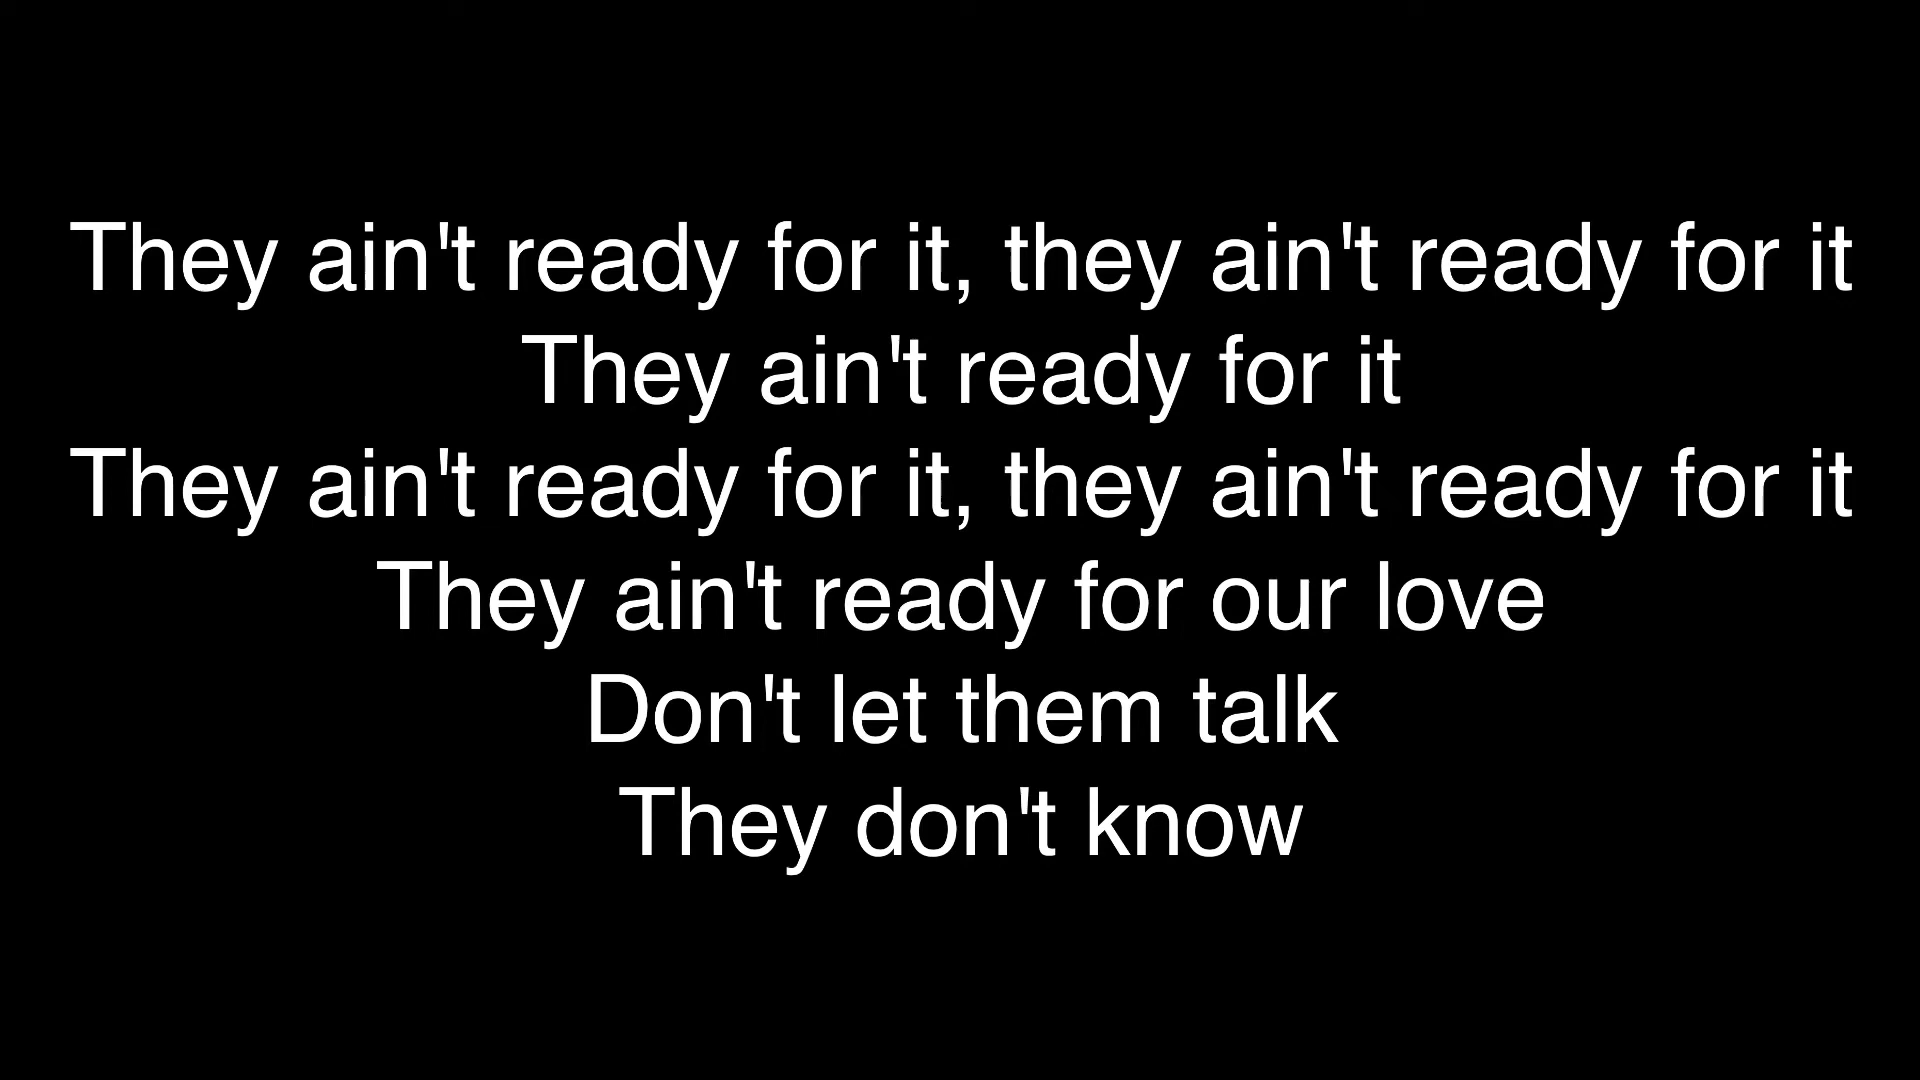 They ain't ready for it, they ain't ready for it
They ain't ready for it
They ain't ready for it, they ain't ready for it
They ain't ready for our love
Don't let them talk
They don't know